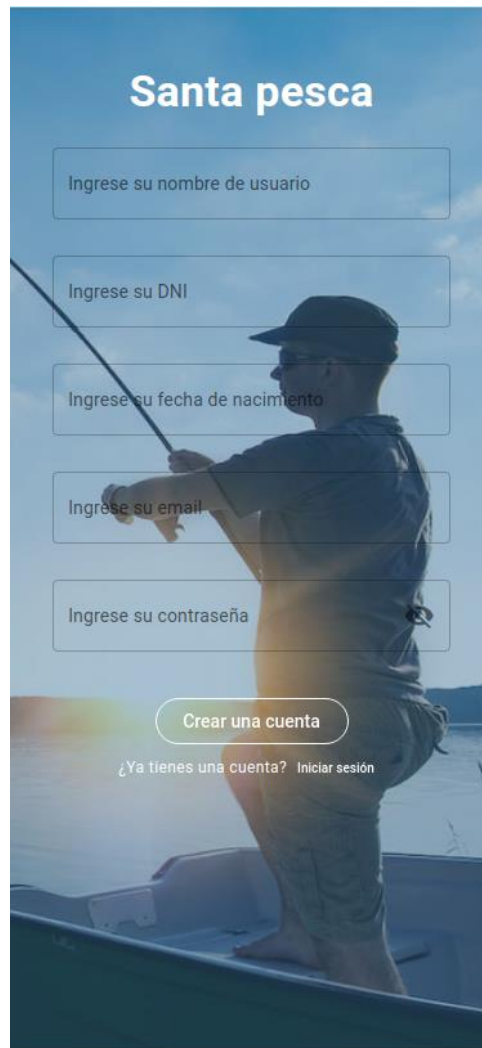 Santa pesca
Ingrese su nombre de usuario
Ingrese su DNI
Ingrese su fecha de nacimiento
Ingrese su email
Ingrese su contraseña
Crear una cuenta
¿Ya tienes una cuenta? Iniciar sesión